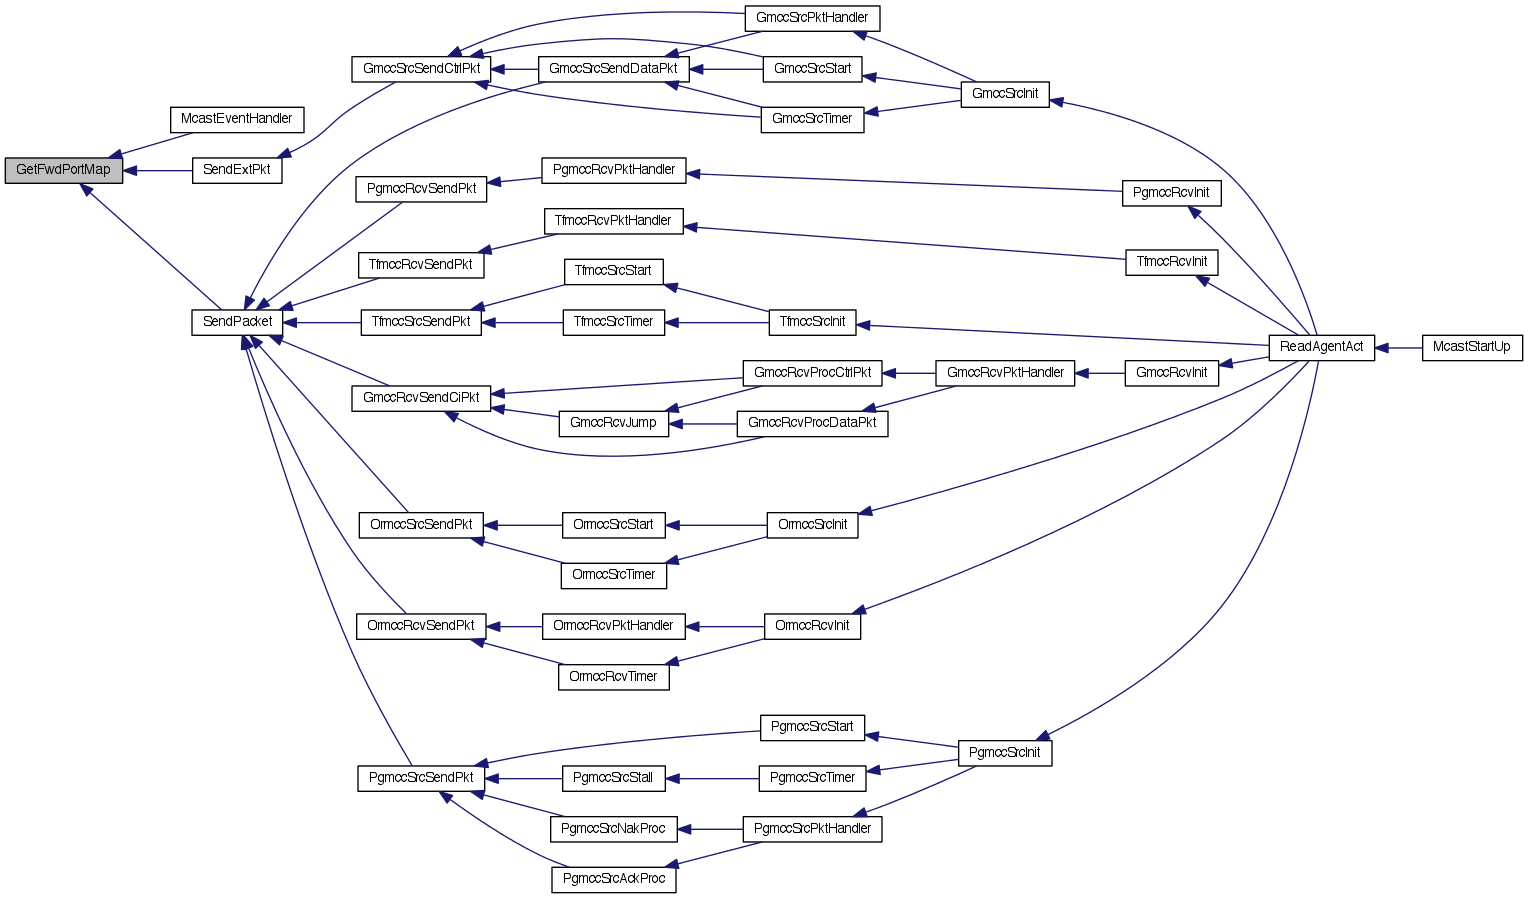 GetFwdPortMap
McastEventHandler
SendExtPkt
SendPacket
GmccSrcSendCtrlPkt
PgmccRcvSendPkt
TfmccRcvSendPkt
TfmccSrcSendPkt
GmccRcvSendCiPkt
OrmccSrcSendPkt
OrmccRcvSendPkt
PgmccSrcSendPkt
GmccSrcSendDataPkt
PgmccRcvPktHandler
TfmccRcvPktHandler
TfmccSrcStart
TfmccSrcTimer
GmccRcvJump
OrmccSrcStart
OrmccSrcTimer
OrmccRcvPktHandler
OrmccRcvTimer
PgmccSrcStall
PgmccSrcNakProc
PgmccSrcAckProc
GmccSrcPktHandler
GmccSrcStart
GmccSrcTimer
TfmccSrcInit
GmccRcvProcCtrlPkt
GmccRcvProcDataPkt
OrmccSrcInit
OrmccRcvInit
PgmccSrcStart
PgmccSrcTimer
PgmccSrcPktHandler
GmccSrcInit
GmccRcvPktHandler
PgmccSrcInit
PgmccRcvInit
TfmccRcvInit
GmccRcvInit
ReadAgentAct
McastStartUp